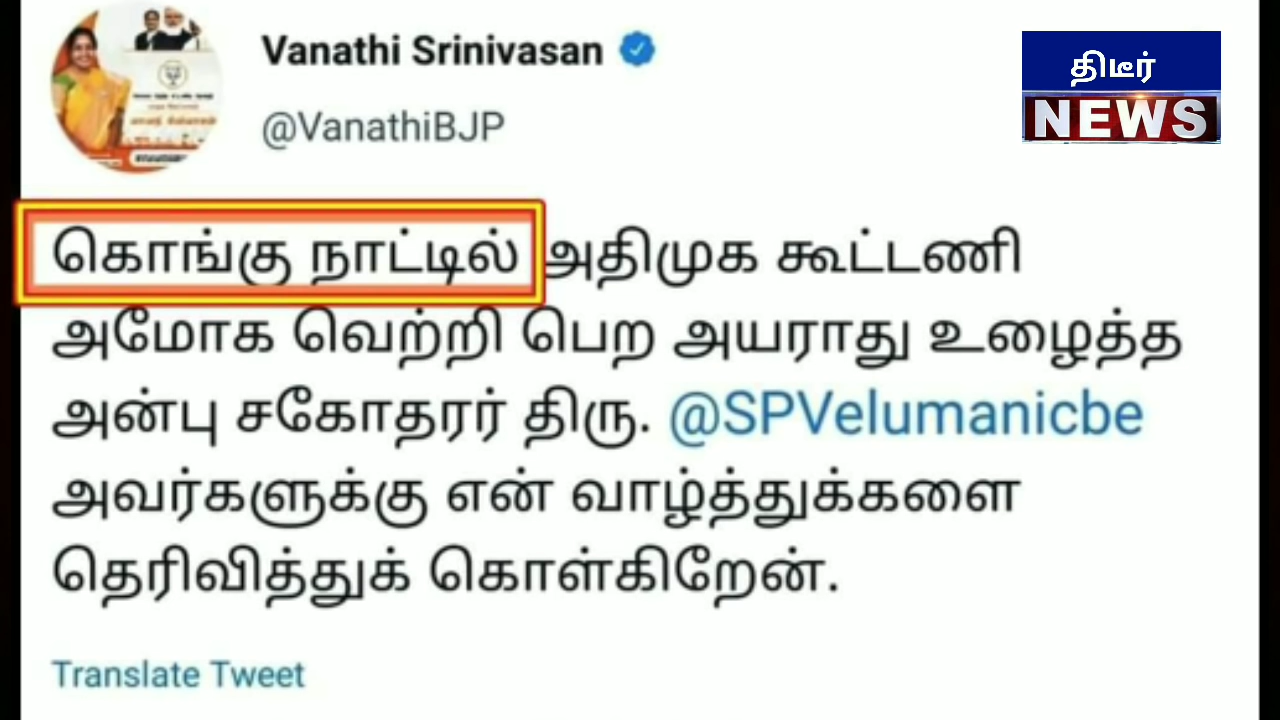 Vanathi Srinivasan
@VanathiBJP
திடீர்
NEWS
கொங்கு நாட்டில் அதிமுக கூட்டணி
அமோக வெற்றி பெற அயராது உழைத்த
அன்பு சகோதரர் திரு. @SPVelumanicbe
அவர்களுக்கு என் வாழ்த்துக்களை
தெரிவித்துக் கொள்கிறேன்.
Translate Tweet